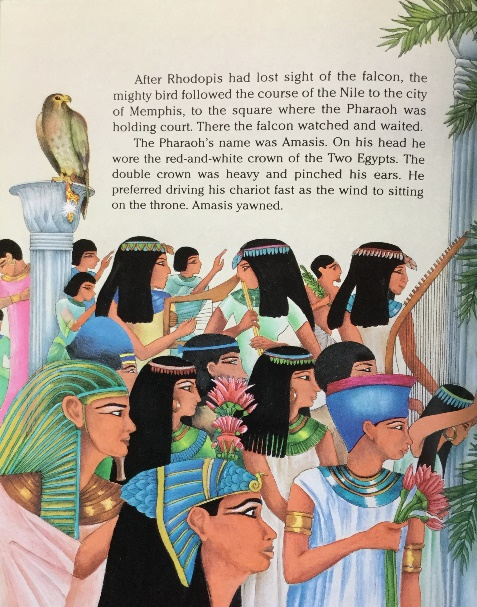 After Rhodopis had lost sight of the falcon, the
mighty bird followed the course of the Nile to the city
of Memphis, to the square where the Pharaoh was
holding court. There the falcon watched and waited.
The Pharaoh's name was Amasis. On his head he
wore the red-and-white crown of the Two Egypts. The
double crown was heavy and pinched his ears. He
preferred driving his chariot fast as the wind to sitting
on the throne. Amasis yawned.